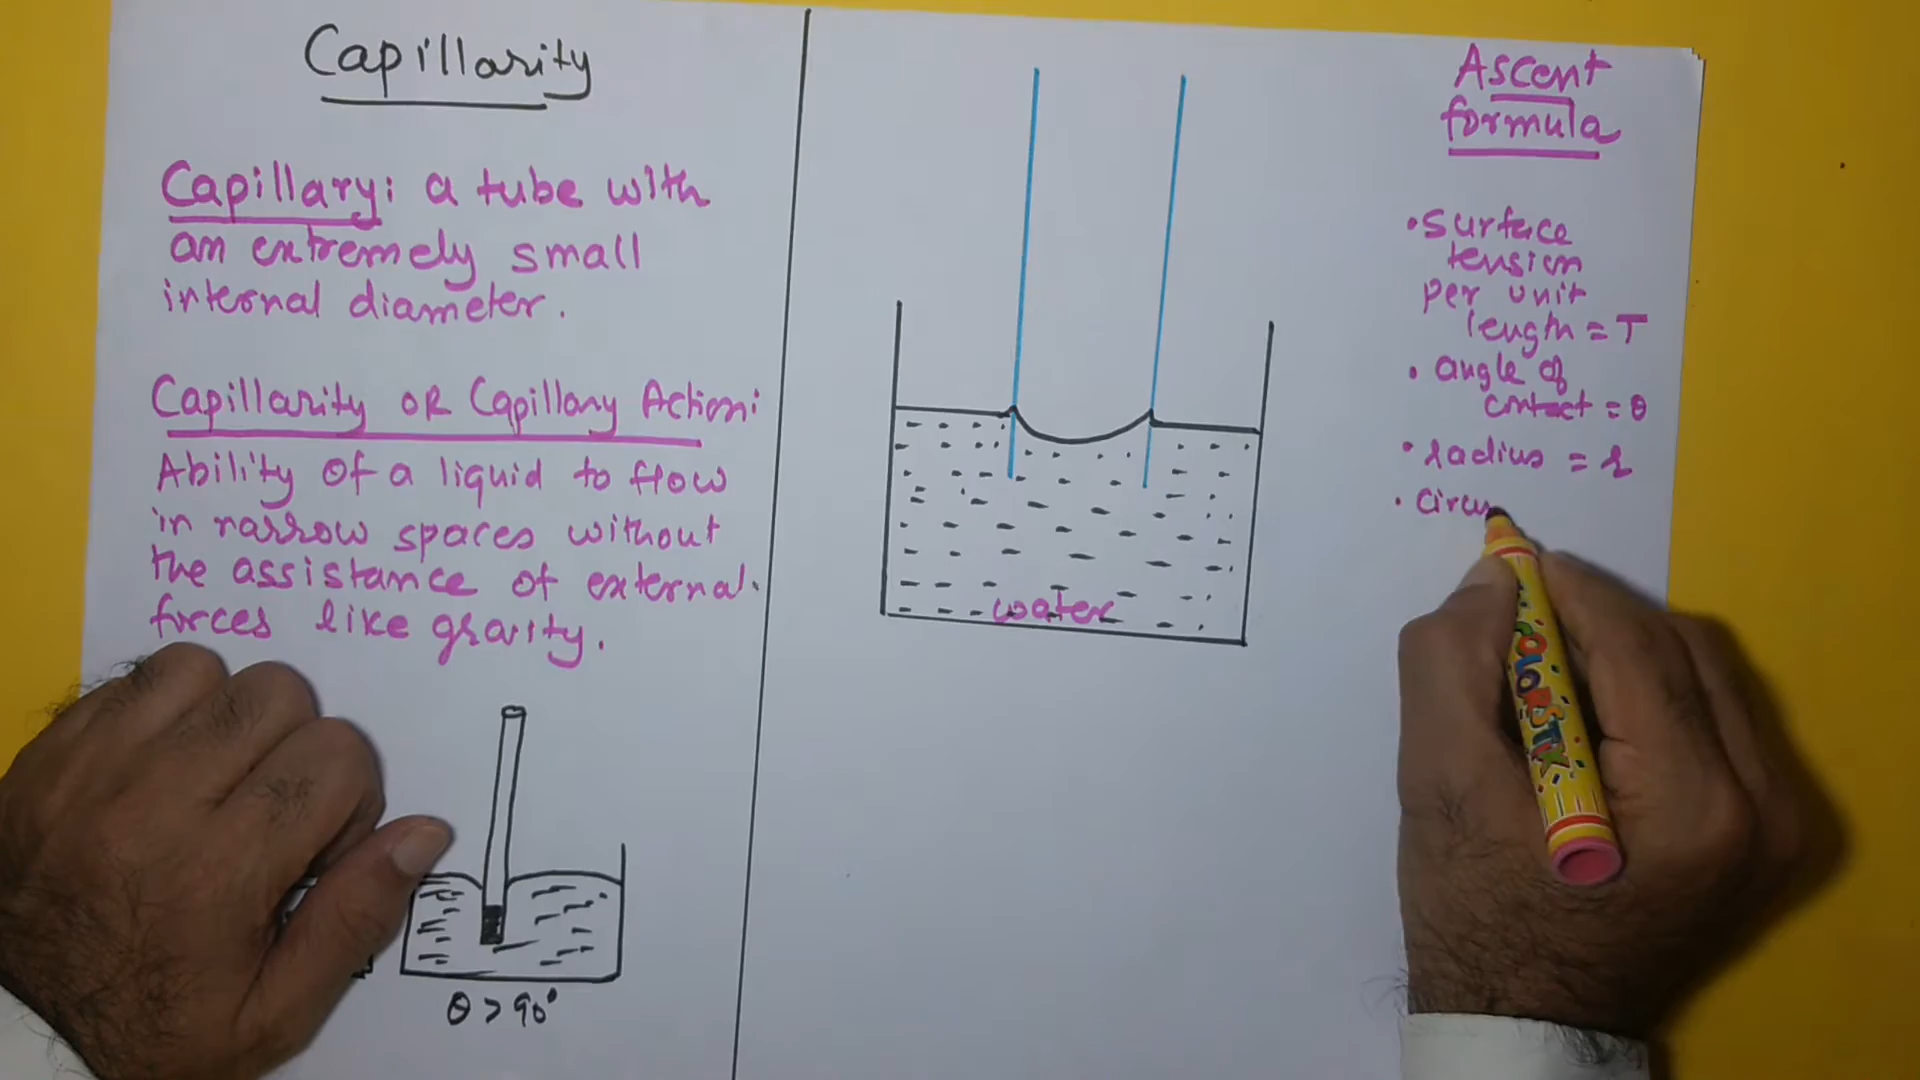 Capillarity
Capillary: a tube with
an extremely small
internal diameter.
Capillarity OR Capillary Action:
Ability of a liquid to flow
in narrow spaces without
the assistance of external
forces like gravity.
θ > 90°
water
Ascent
formula
• Surface
tension
per unit
length = T
• angle of
contact = θ
• radius = r
• Circu
COLORSTIX